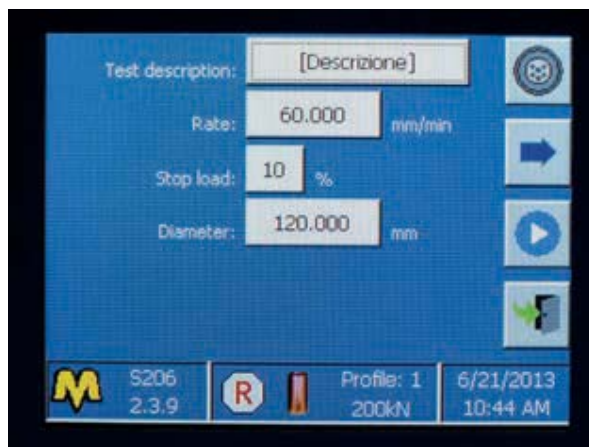 Test description: [Descrizione]
Rate: 60.000 mm/min
Stop load: 10 %
Diameter: 120.000 mm
S206
2.3.9
R
Profile: 1
200kN
6/21/2013
10:44 AM